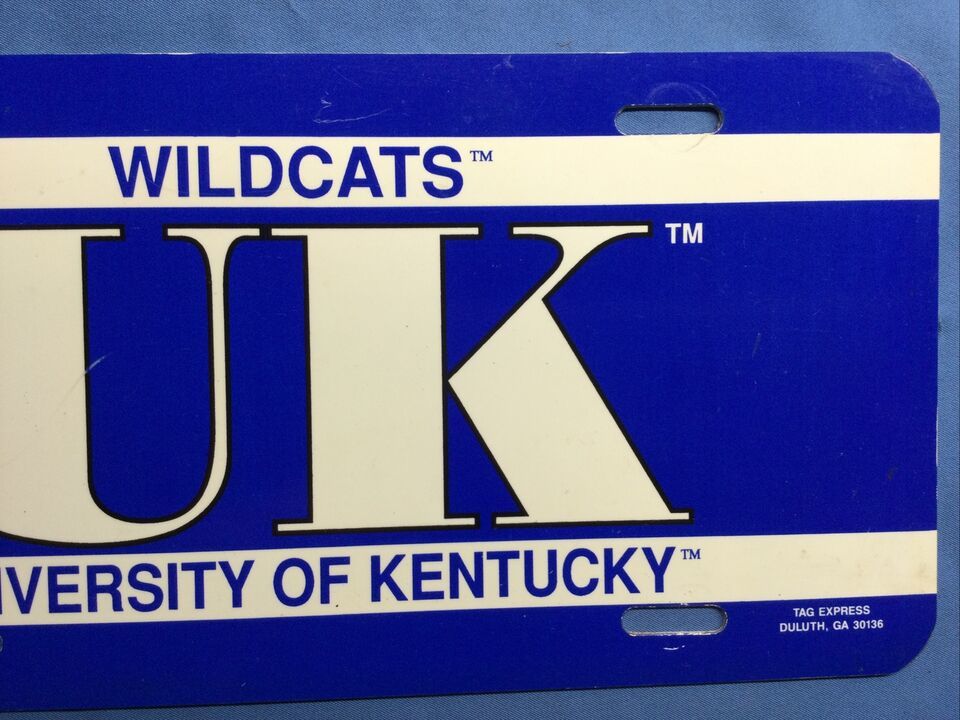 WILDCATS™
UK™
IVERSITY OF KENTUCKY™
TAG EXPRESS
DULUTH, GA 30136